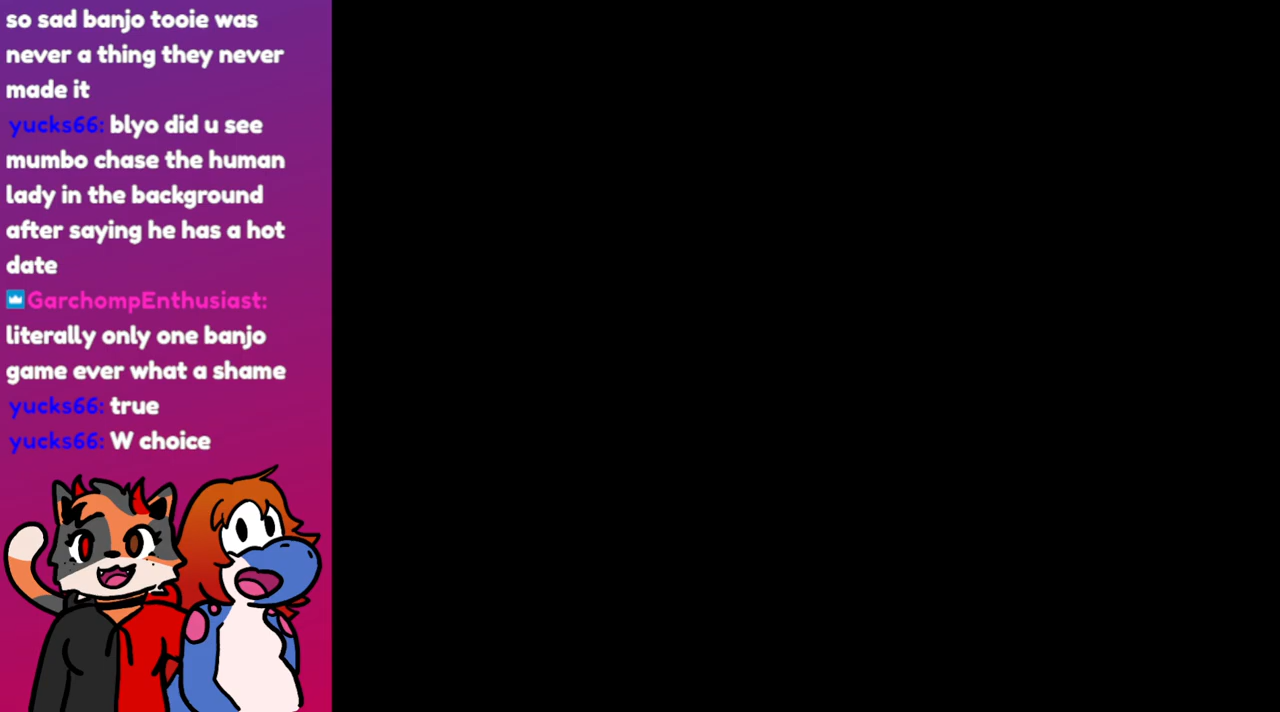 so sad banjo tooie was
never a thing they never
made it
yucks66: blyo did u see
mumbo chase the human
lady in the background
after saying he has a hot
date
GarchompEnthusiast:
literally only one banjo
game ever what a shame
yucks66: true
yucks66: W choice